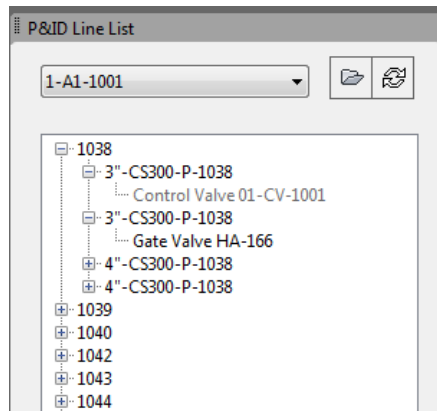 P&ID Line List
1-A1-1001
1038
3"-CS300-P-1038
Control Valve 01-CV-1001
3"-CS300-P-1038
Gate Valve HA-166
4"-CS300-P-1038
4"-CS300-P-1038
1039
1040
1042
1043
1044